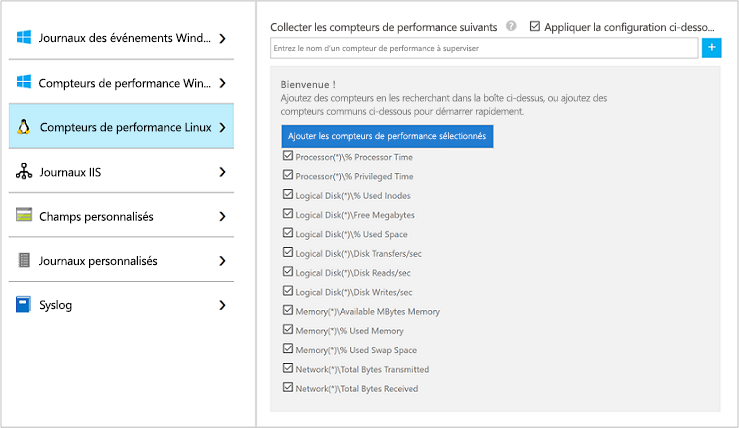 Journaux des événements Wind...
Compteurs de performance Win...
Compteurs de performance Linux
Journaux IIS
Champs personnalisés
Journaux personnalisés
Syslog
Collecter les compteurs de performance suivants ? Appliquer la configuration ci-desso...
Entrez le nom d'un compteur de performance à superviser
+
Bienvenue !
Ajoutez des compteurs en les recherchant dans la boîte ci-dessus, ou ajoutez des
compteurs communs ci-dessous pour démarrer rapidement.
Ajouter les compteurs de performance sélectionnés
Processor(*)\% Processor Time
Processor(*)\% Privileged Time
Logical Disk(*)\% Used Inodes
Logical Disk(*)\Free Megabytes
Logical Disk(*)\% Used Space
Logical Disk(*)\Disk Transfers/sec
Logical Disk(*)\Disk Reads/sec
Logical Disk(*)\Disk Writes/sec
Memory(*)\Available MBytes Memory
Memory(*)\% Used Memory
Memory(*)\% Used Swap Space
Network(*)\Total Bytes Transmitted
Network(*)\Total Bytes Received